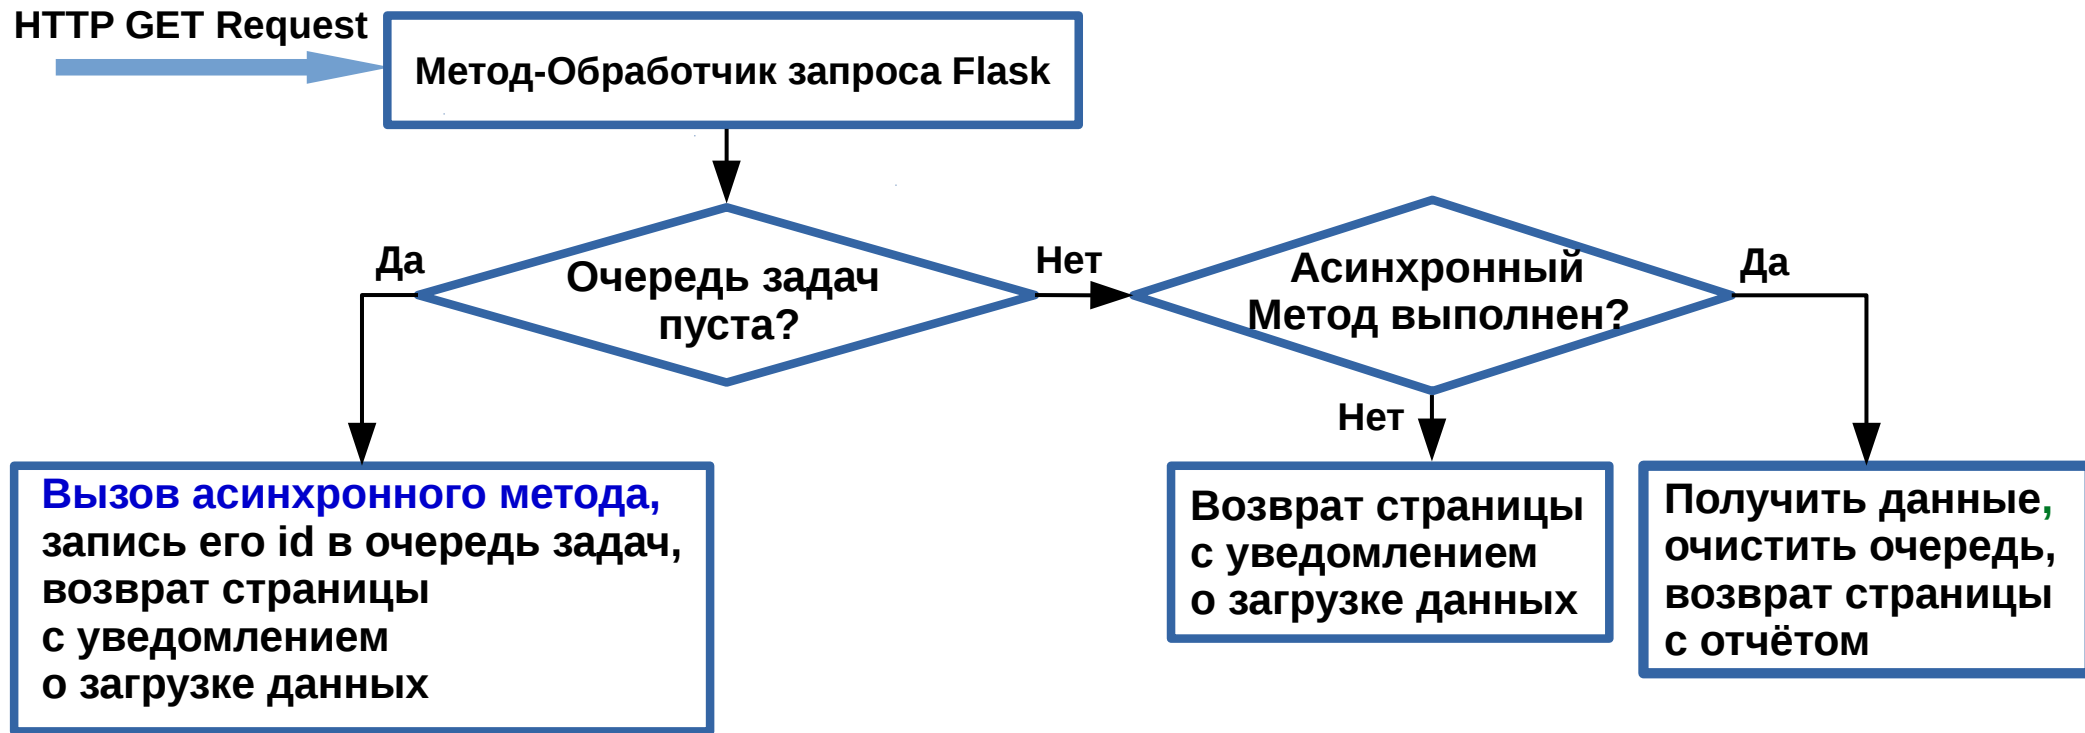 HTTP GET Request
Метод-Обработчик запроса Flask
Да
Очередь задач
пуста?
Нет
Асинхронный
Метод выполнен?
Да
Нет
Вызов асинхронного метода,
запись его id в очередь задач,
возврат страницы
с уведомлением
о загрузке данных
Возврат страницы
с уведомлением
о загрузке данных
Получить данные,
очистить очередь,
возврат страницы
с отчётом